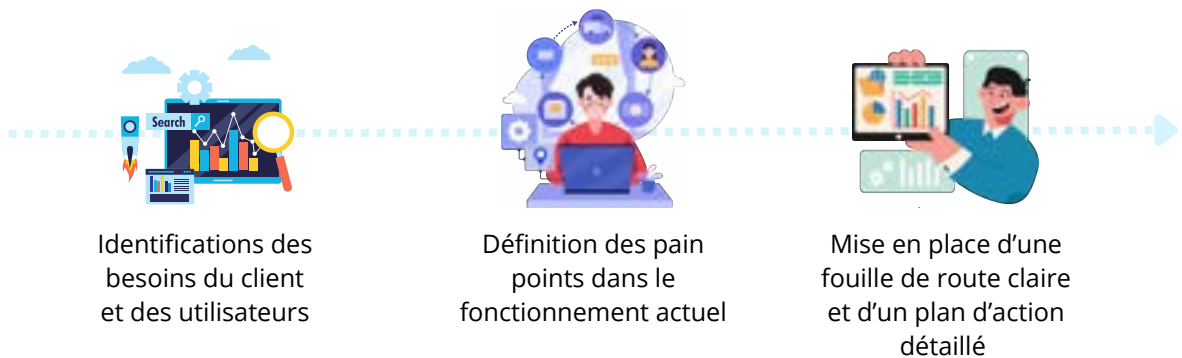 Search
Identifications des
besoins du client
et des utilisateurs
Définition des pain
points dans le
fonctionnement actuel
Mise en place d’une
fouille de route claire
et d’un plan d’action
détaillé